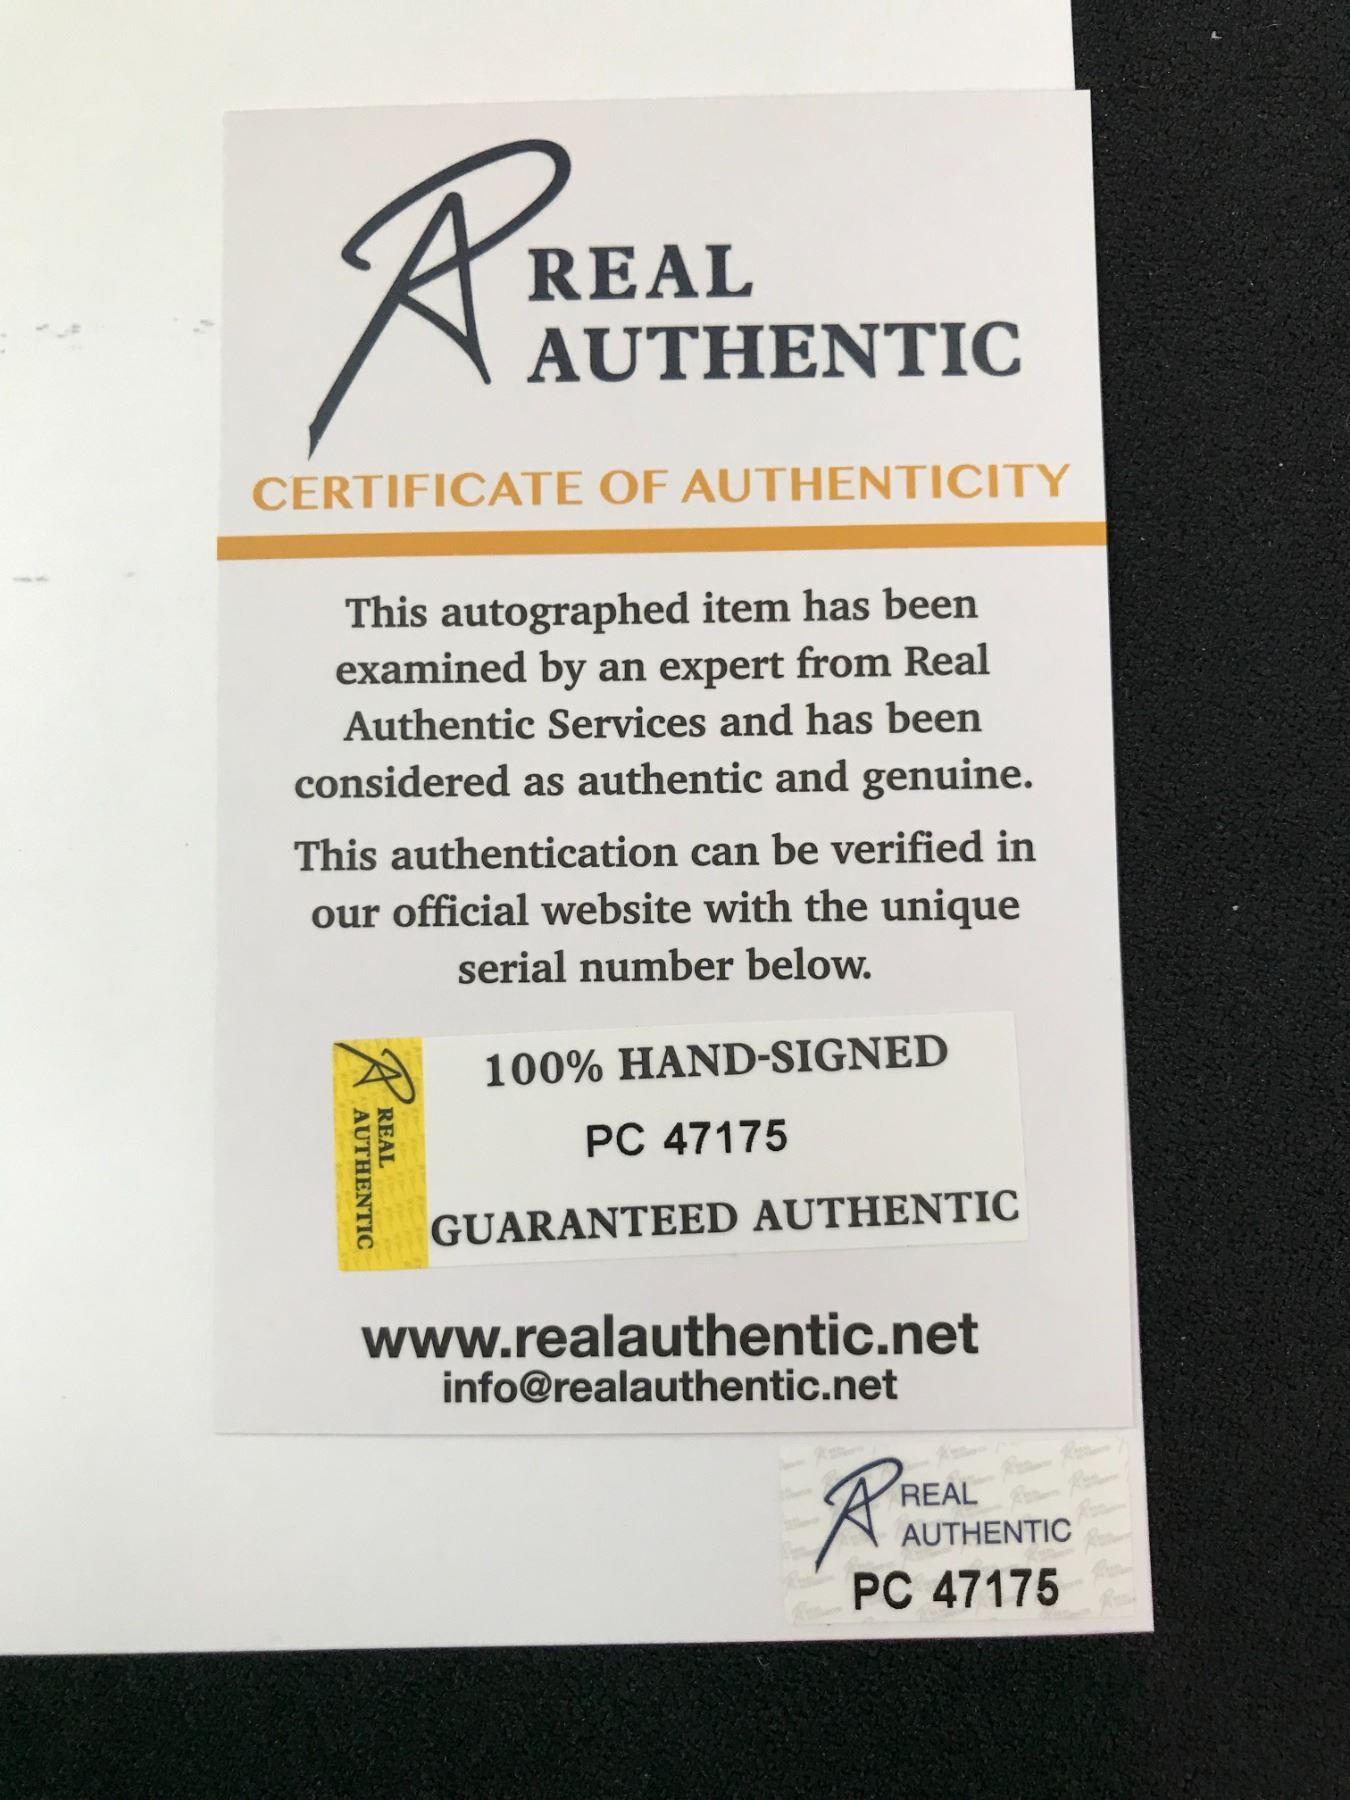 REAL
AUTHENTIC
CERTIFICATE OF AUTHENTICITY
This autographed item has been
examined by an expert from Real
Authentic Services and has been
considered as authentic and genuine.
This authentication can be verified in
our official website with the unique
serial number below.
REAL
AUTHENTIC
100% HAND-SIGNED
PC 47175
GUARANTEED AUTHENTIC
www.realauthentic.net
info@realauthentic.net
REAL
AUTHENTIC
PC 47175